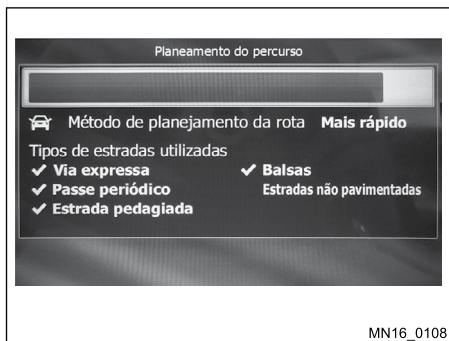 Planeamento do percurso
Método de planejamento da rota Mais rápido
Tipos de estradas utilizadas
✔ Via expressa ✔ Balsas
✔ Passe periódico Estradas não pavimentadas
✔ Estrada pedagiada
MN16_0108